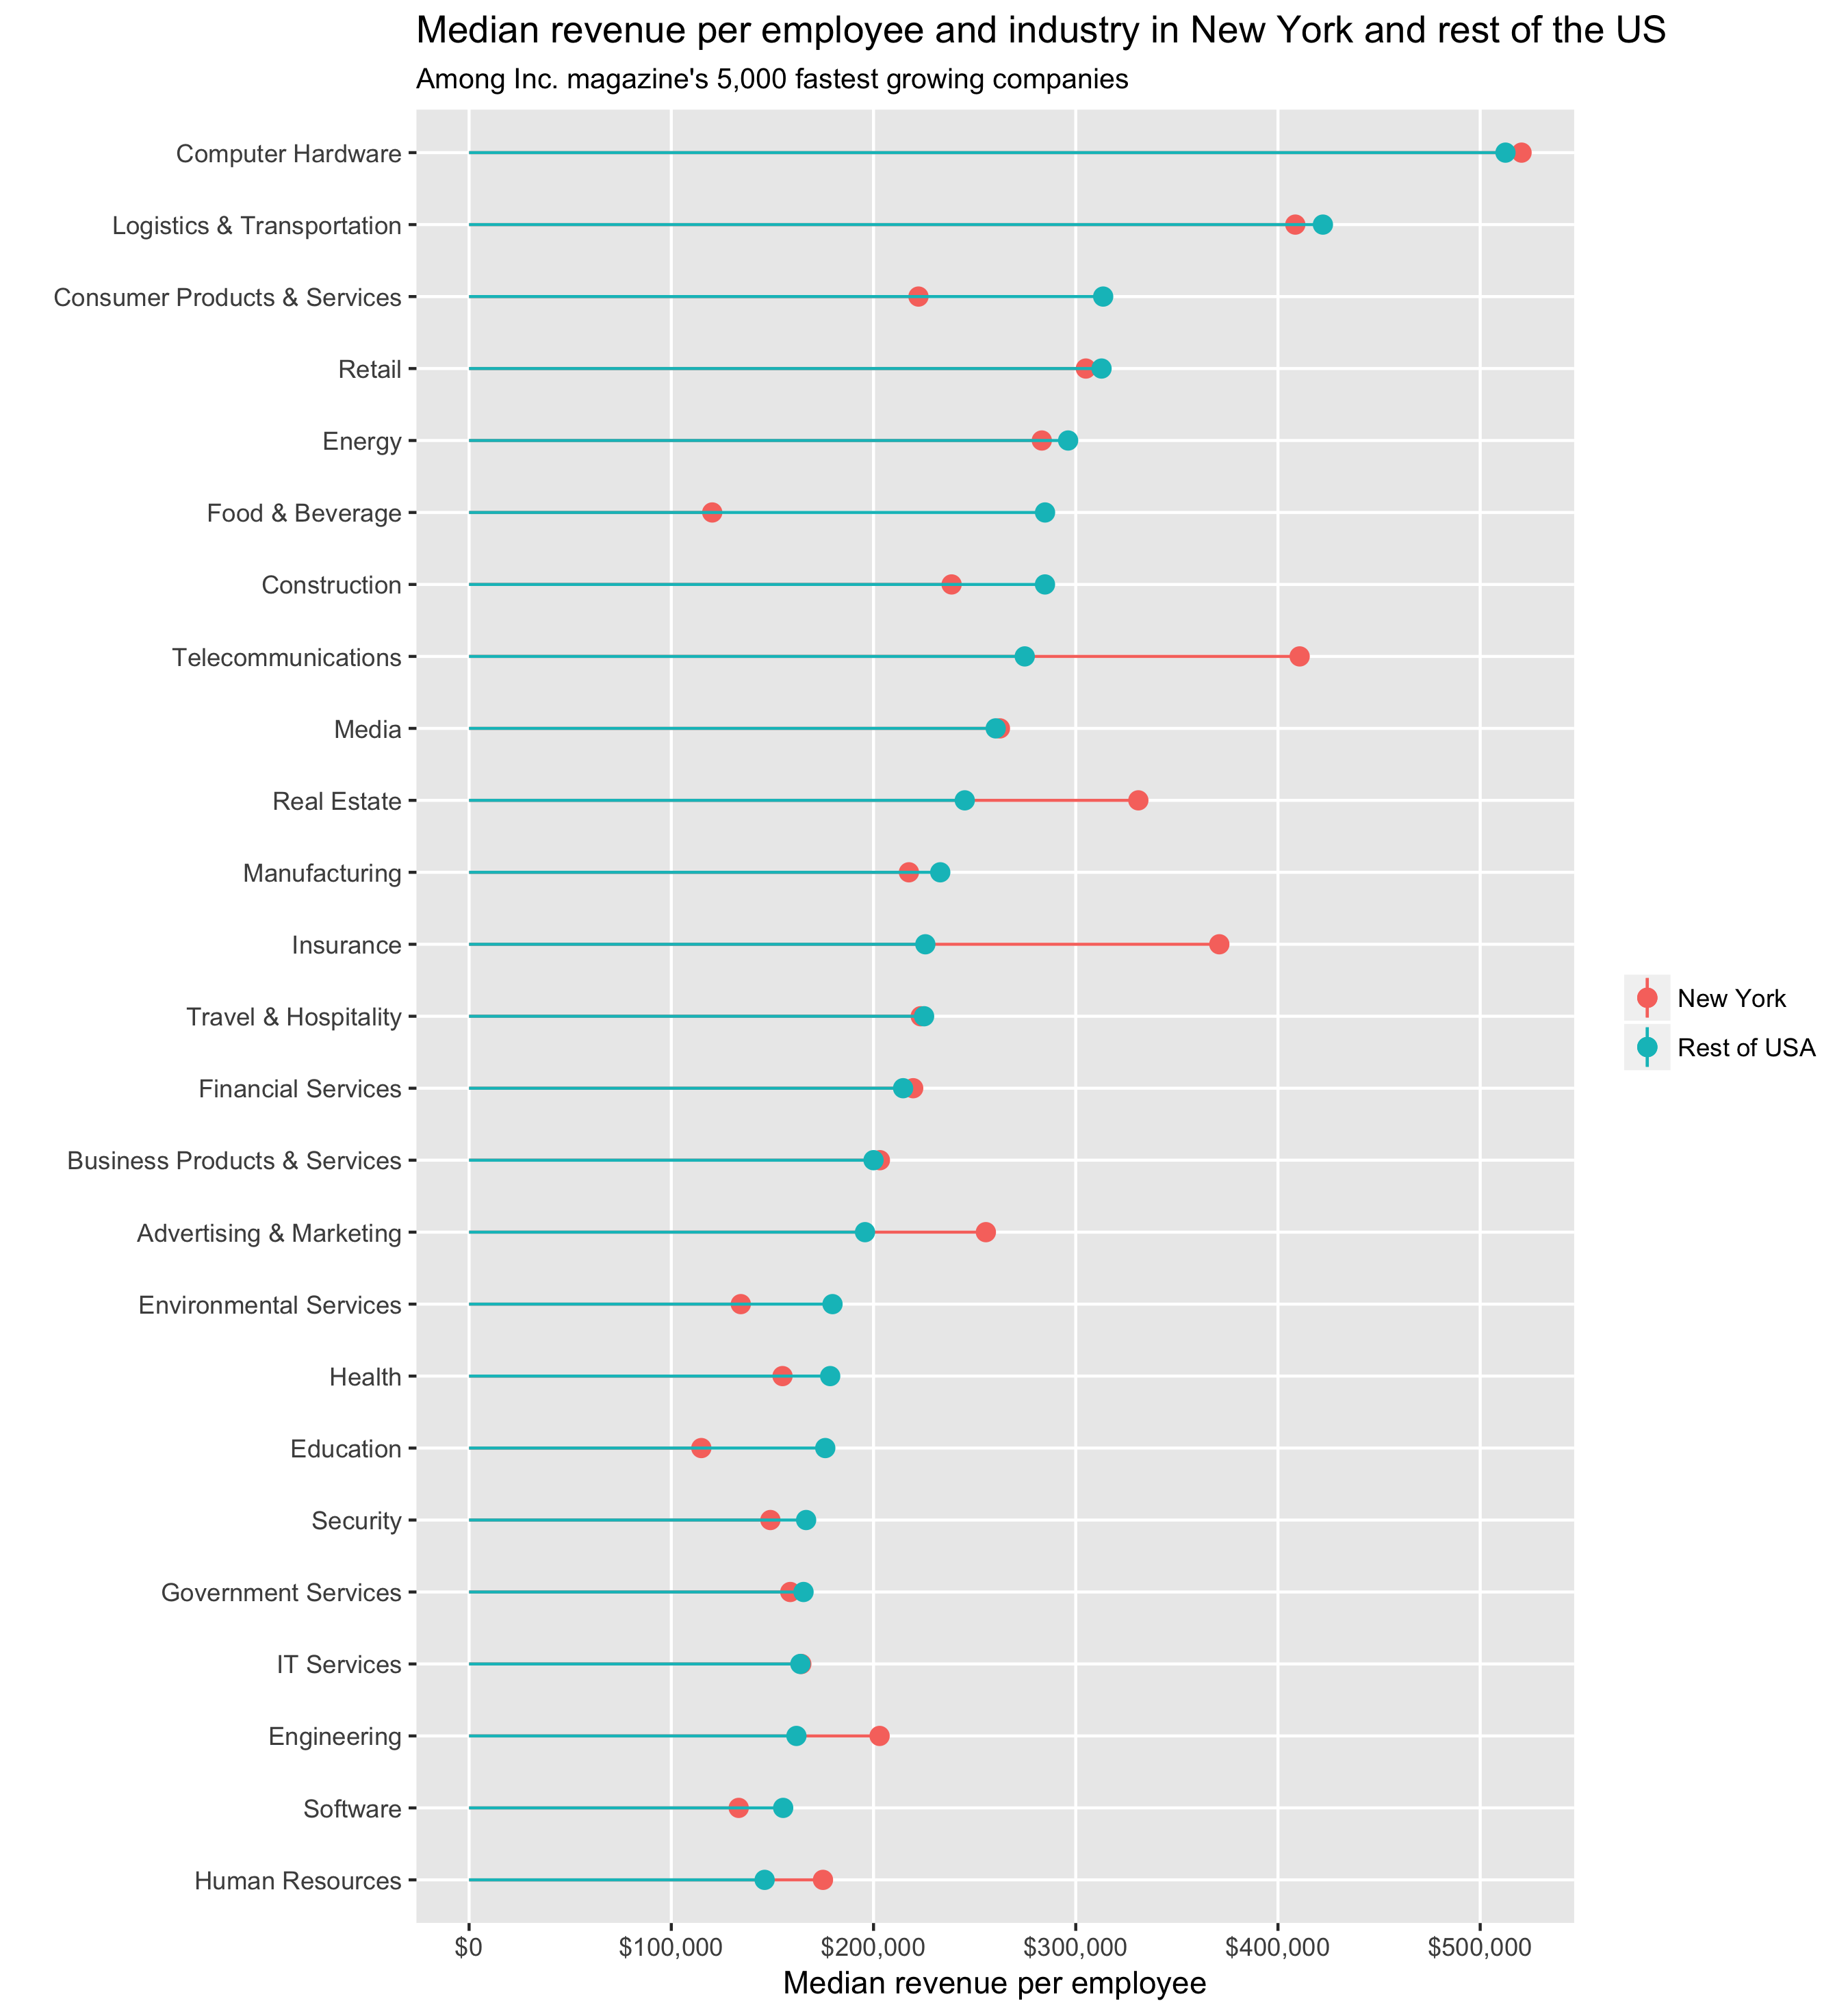 Median revenue per employee and industry in New York and rest of the US
Among Inc. magazine's 5,000 fastest growing companies
Computer Hardware
Logistics & Transportation
Consumer Products & Services
Retail
Energy
Food & Beverage
Construction
Telecommunications
Media
Real Estate
Manufacturing
Insurance
Travel & Hospitality
Financial Services
Business Products & Services
Advertising & Marketing
Environmental Services
Health
Education
Security
Government Services
IT Services
Engineering
Software
Human Resources
New York
Rest of USA
$0 $100,000 $200,000 $300,000 $400,000 $500,000
Median revenue per employee